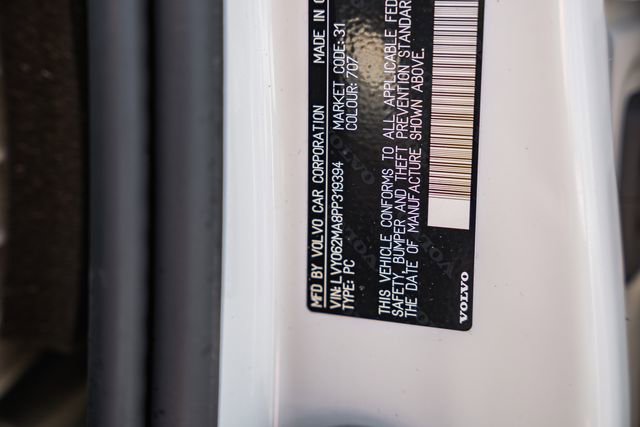 MFD BY VOLVO CAR CORPORATION MADE IN
VIN: LVY062MA8PP319394 MARKET CODE: 31
TYPE: PC COLOUR: 707
THIS VEHICLE CONFORMS TO ALL APPLICABLE FED
SAFETY, BUMPER AND THEFT PREVENTION STANDAR
THE DATE OF MANUFACTURE SHOWN ABOVE.
VOLVO